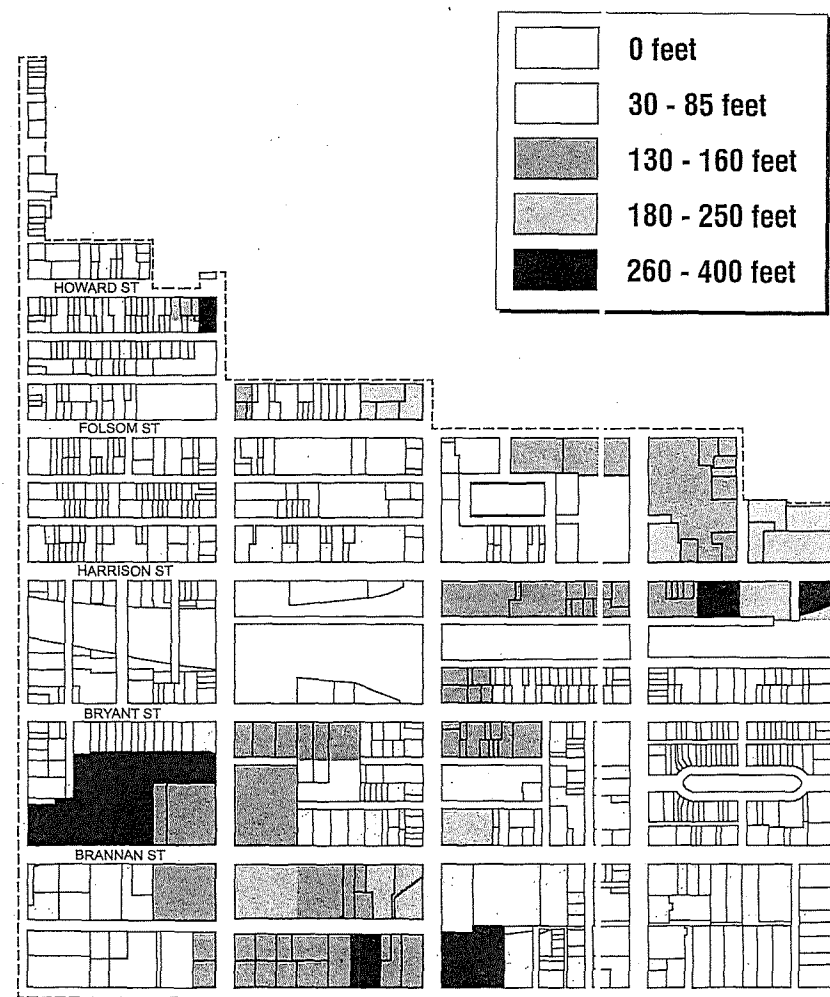 0 feet
30 - 85 feet
130 - 160 feet
180 - 250 feet
260 - 400 feet
HOWARD ST
FOLSOM ST
HARRISON ST
BRYANT ST
BRANNAN ST